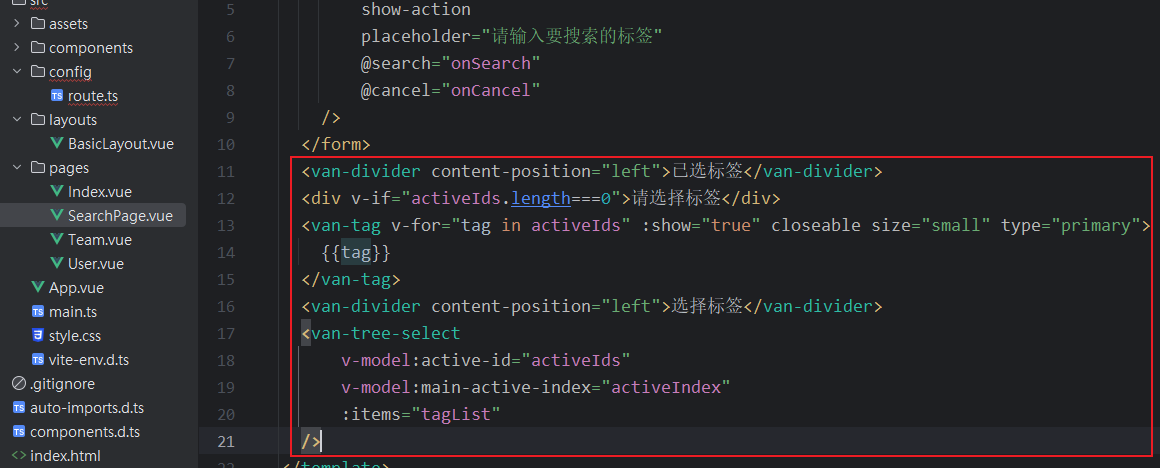 src
assets
components
config
route.ts
layouts
BasicLayout.vue
pages
Index.vue
SearchPage.vue
Team.vue
User.vue
App.vue
main.ts
style.css
vite-env.d.ts
.gitignore
auto-imports.d.ts
components.d.ts
index.html
5 show-action
6 placeholder="请输入要搜索的标签"
7 @search="onSearch"
8 @cancel="onCancel"
9 />
10 </form>
11 <van-divider content-position="left">已选标签</van-divider>
12 <div v-if="activeIds.length===0">请选择标签</div>
13 <van-tag v-for="tag in activeIds" :show="true" closeable size="small" type="primary">
14 {{tag}}
15 </van-tag>
16 <van-divider content-position="left">选择标签</van-divider>
17 <van-tree-select
18 v-model:active-id="activeIds"
19 v-model:main-active-index="activeIndex"
20 :items="tagList"
21 />
22 </template>